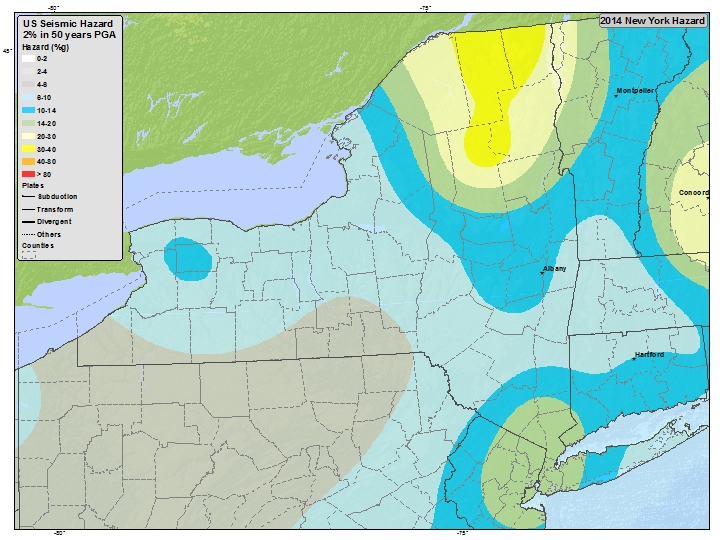 -80°
-75°
US Seismic Hazard
2% in 50 years PGA
Hazard (%g)
0-2
2-4
4-6
6-10
10-14
14-20
20-30
30-40
40-80
> 80
Plates
Subduction
Transform
Divergent
Others
Counties
2014 New York Hazard
45°
Montpelier
Concord
Albany
Hartford
-80°
-75°